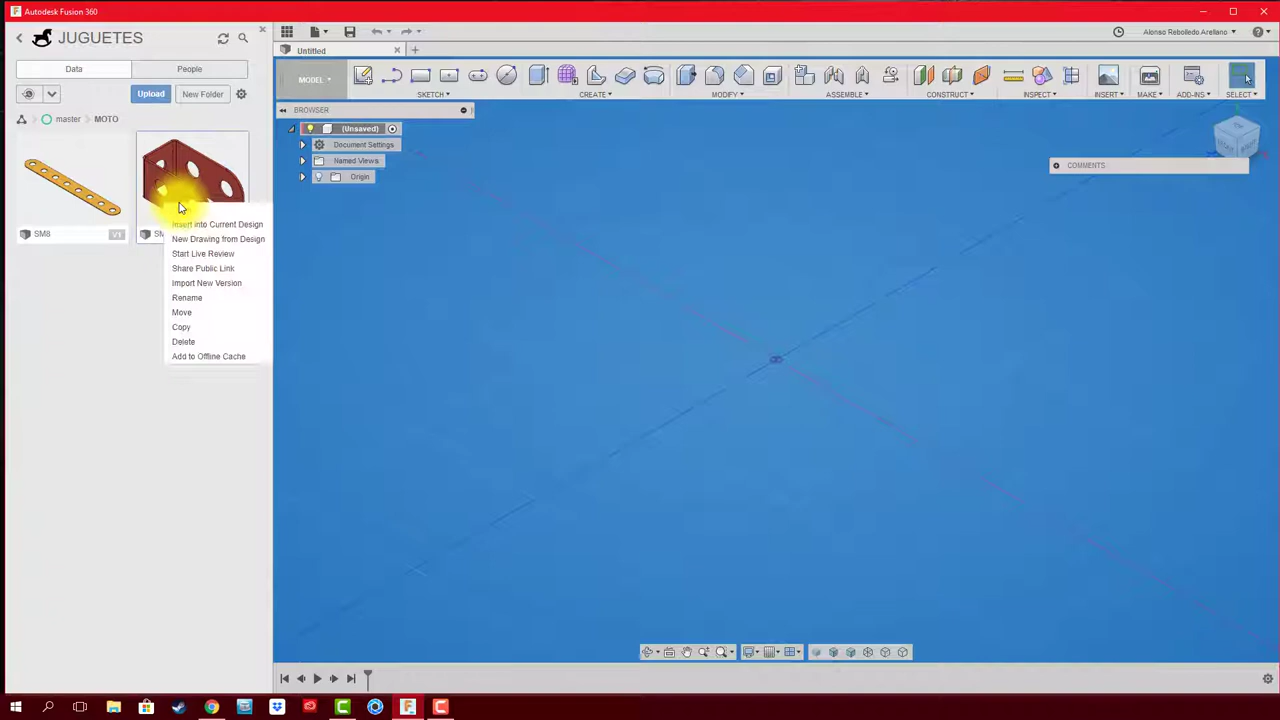 Autodesk Fusion 360
JUGUETES
Data
People
Upload
New Folder
master
MOTO
SM8
V1
Insert into Current Design
New Drawing from Design
Start Live Review
Share Public Link
Import New Version
Rename
Move
Copy
Delete
Add to Offline Cache
Alonso Rebolledo Arellano
Untitled
MODEL
SKETCH
CREATE
MODIFY
ASSEMBLE
CONSTRUCT
INSPECT
INSERT
MAKE
ADD-INS
SELECT
BROWSER
(Unsaved)
Document Settings
Named Views
Origin
COMMENTS